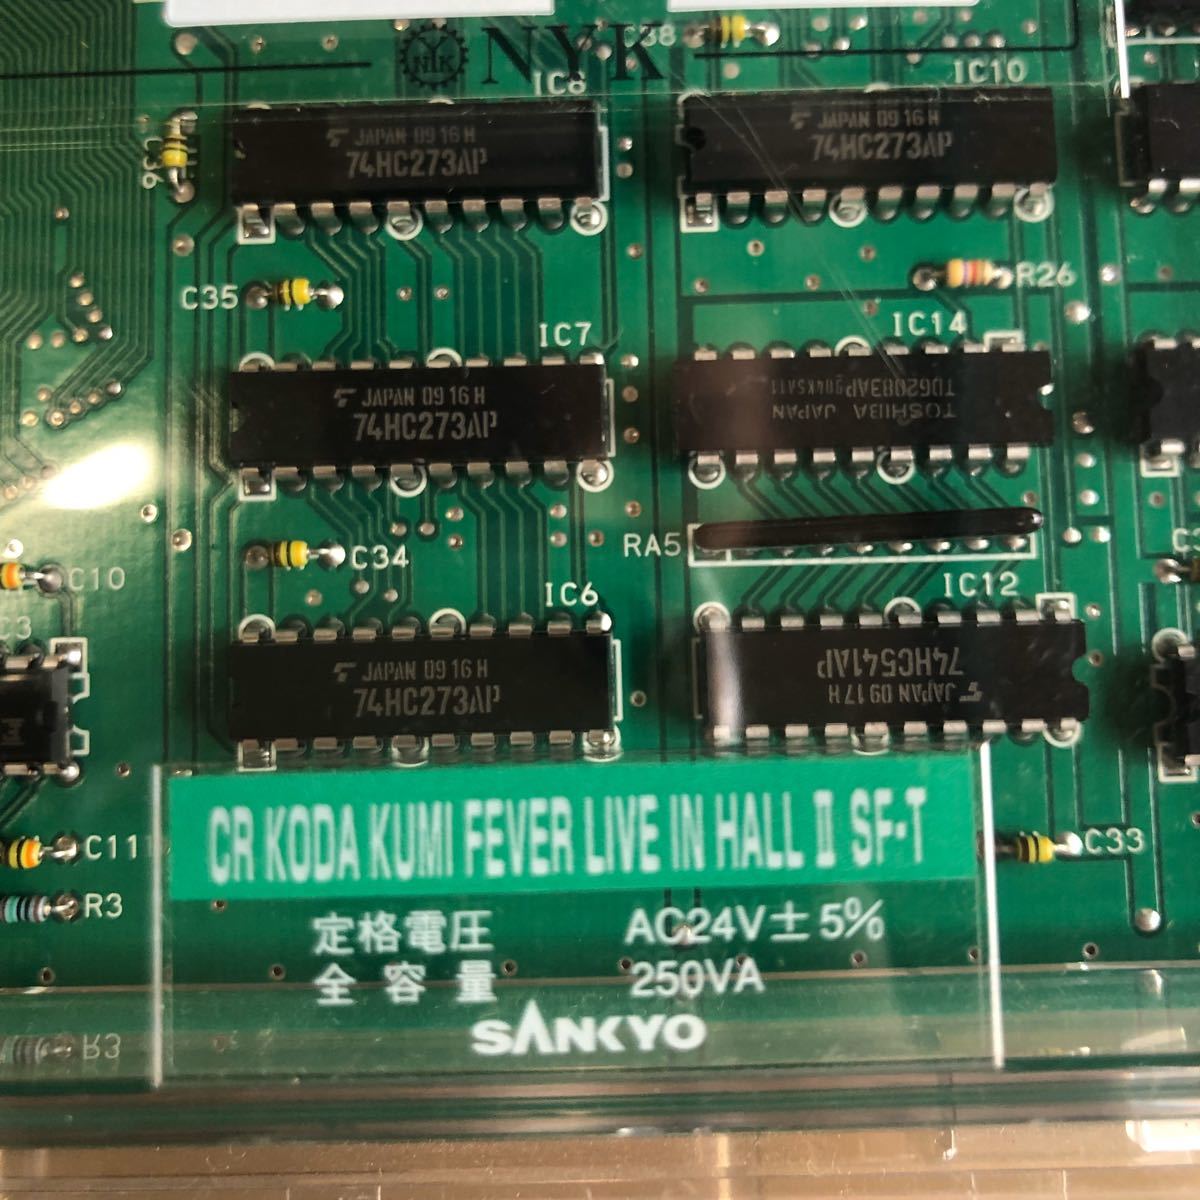 C38
NYK
NYK
IC8
IC10
JAPAN 09 16 H
74HC273AP
JAPAN 09 16 H
74HC273AP
C36
C35
R26
IC7
IC14
JAPAN 09 16 H
74HC273AP
TOSHIBA JAPAN
TD62083AP
RA5
C34
C10
IC6
IC12
JAPAN 09 16 H
74HC273AP
JAPAN 09 17 H
74HC541AP
C11
C33
R3
CR KODA KUMI FEVER LIVE IN HALL II SF-T
定格電圧 AC24V±5%
全容量 250VA
SANKYO
R3